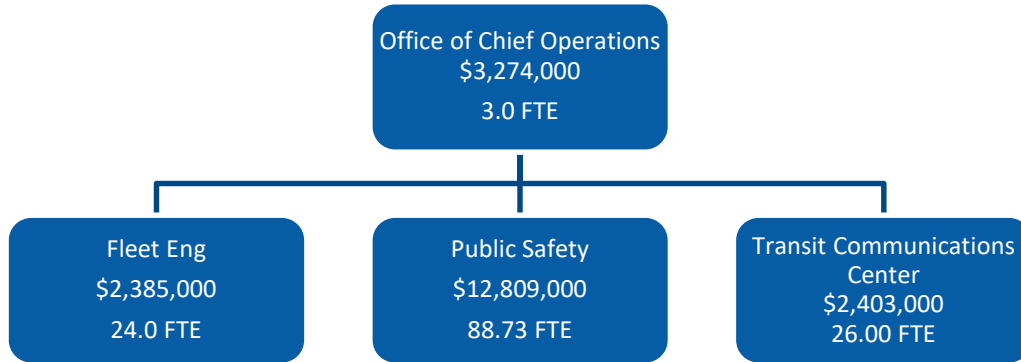 Office of Chief Operations
$3,274,000
3.0 FTE
Fleet Eng
$2,385,000
24.0 FTE
Public Safety
$12,809,000
88.73 FTE
Transit Communications
Center
$2,403,000
26.00 FTE